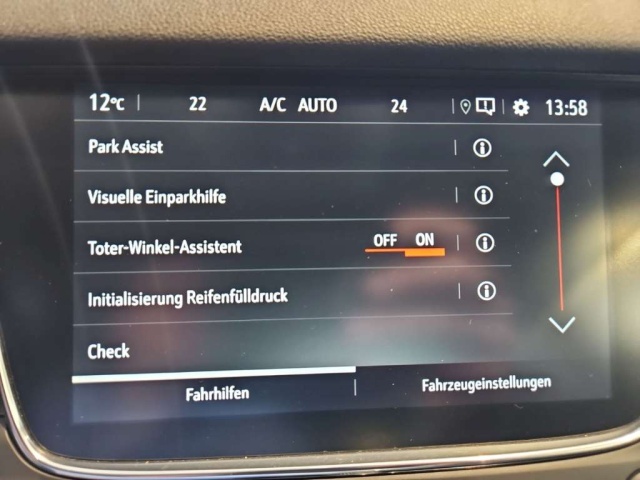 12°C 22 A/C AUTO 24 13:58
Park Assist
Visuelle Einparkhilfe
Toter-Winkel-Assistent OFF ON
Initialisierung Reifenfülldruck
Check
Fahrhilfen Fahrzeugeinstellungen